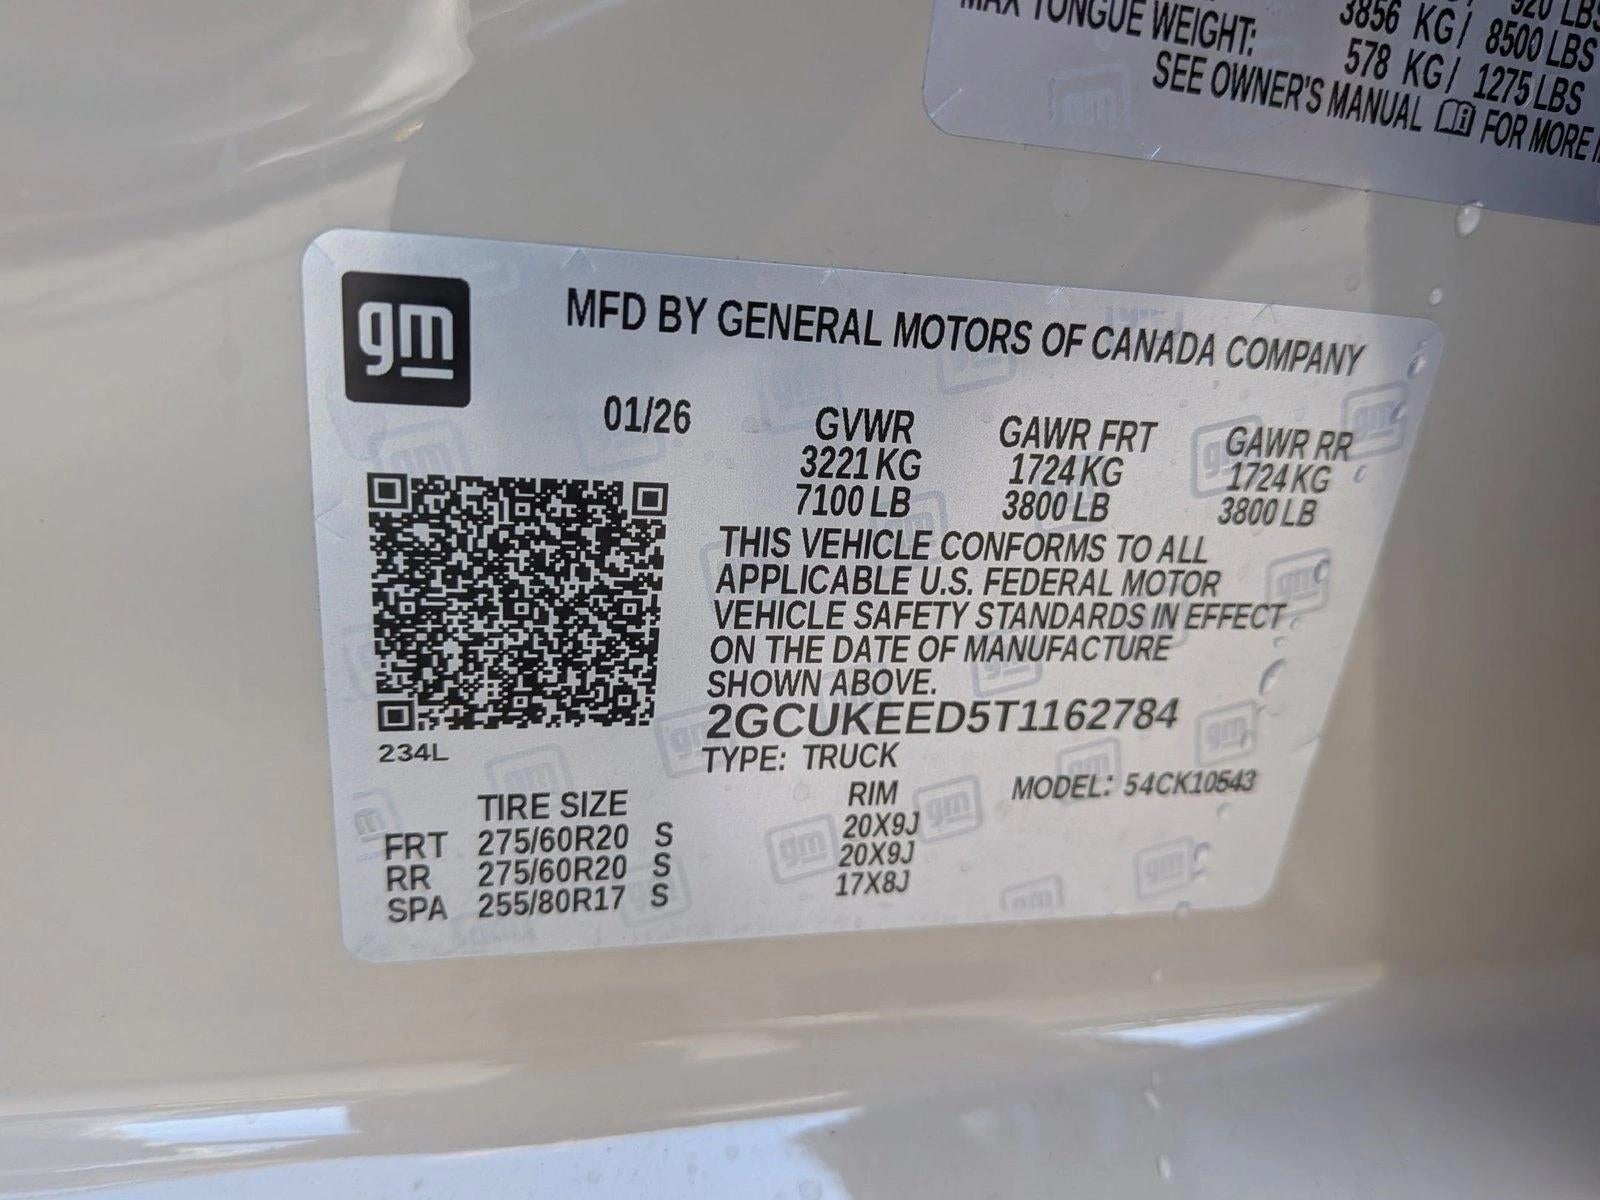 920 LBS
MAX TONGUE WEIGHT: 3856 KG/ 8500 LBS
578 KG/ 1275 LBS
SEE OWNER'S MANUAL FOR MORE
gm
MFD BY GENERAL MOTORS OF CANADA COMPANY
01/26 GVWR GAWR FRT GAWR RR
3221 KG 1724 KG 1724 KG
7100 LB 3800 LB 3800 LB
THIS VEHICLE CONFORMS TO ALL
APPLICABLE U.S. FEDERAL MOTOR
VEHICLE SAFETY STANDARDS IN EFFECT
ON THE DATE OF MANUFACTURE
SHOWN ABOVE.
2GCUKEED5T1162784
234L
TYPE: TRUCK
MODEL: 54CK10543
TIRE SIZE RIM
FRT 275/60R20 S 20X9J
RR 275/60R20 S 20X9J
SPA 255/80R17 S 17X8J